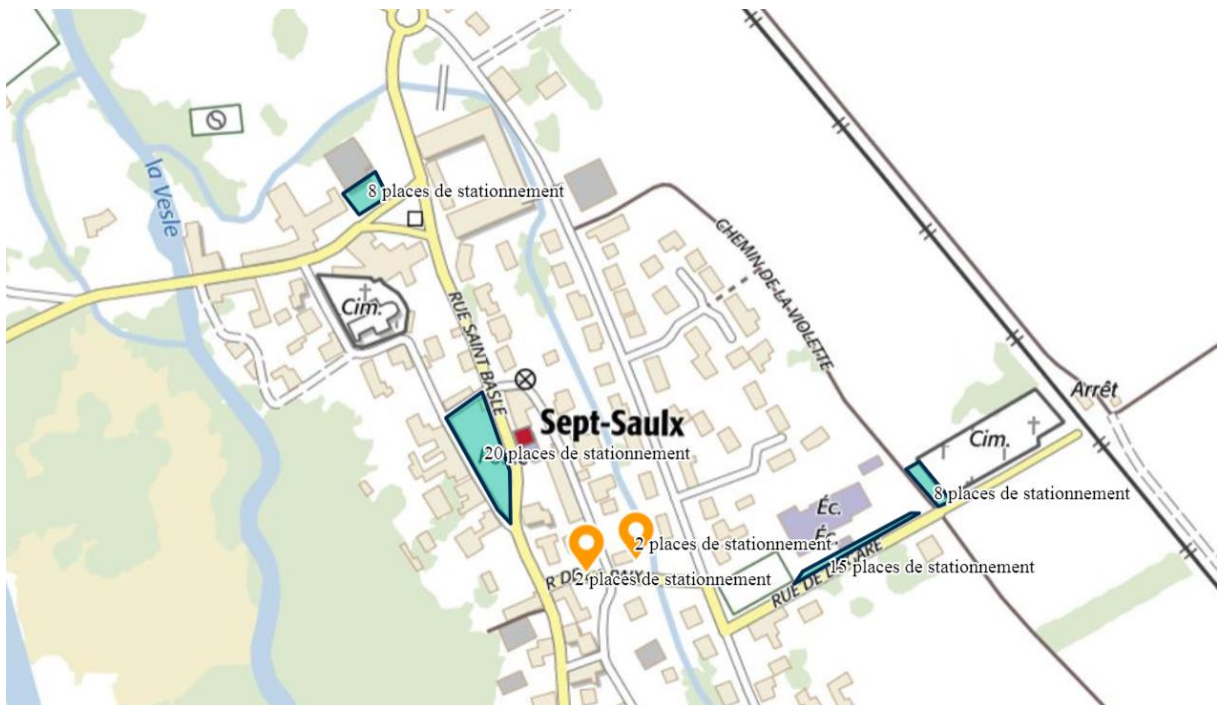 la Vesle
8 places de stationnement
CHEMIN-DE-LA-VIOLETTE
Cim.
RUE SAINT BASLE
Arrêt
Sept-Saulx
Cim.
20 places de stationnement
8 places de stationnement
Éc.
Éc.
2 places de stationnement
15 places de stationnement
2 places de stationnement
RUE DE